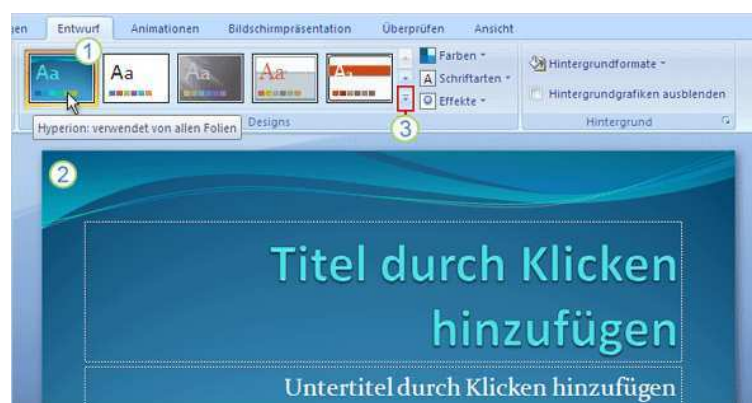 gen Entwurf Animationen Bildschirmpräsentation Überprüfen Ansicht
1
Aa Aa Aa Aa Aa
Farben
Schriftarten
Effekte
Hintergrundformate
Hintergrundgrafiken ausblenden
Hyperion: verwendet von allen Folien
Designs
3
Hintergrund
2
Titel durch Klicken
hinzufügen
Untertitel durch Klicken hinzufügen